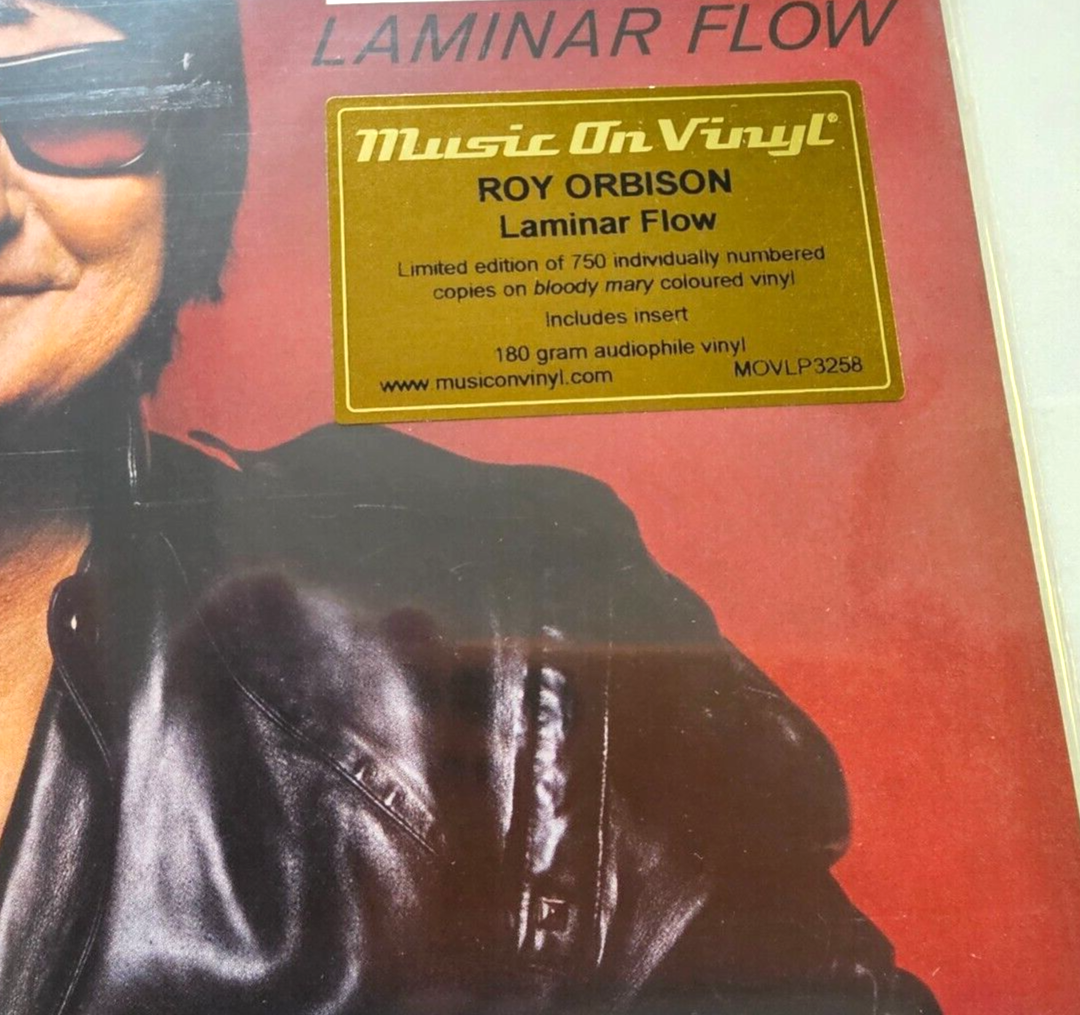 LAMINAR FLOW
Music On Vinyl®
ROY ORBISON
Laminar Flow
Limited edition of 750 individually numbered
copies on bloody mary coloured vinyl
Includes insert
180 gram audiophile vinyl
www musiconvinyl.com MOVLP3258